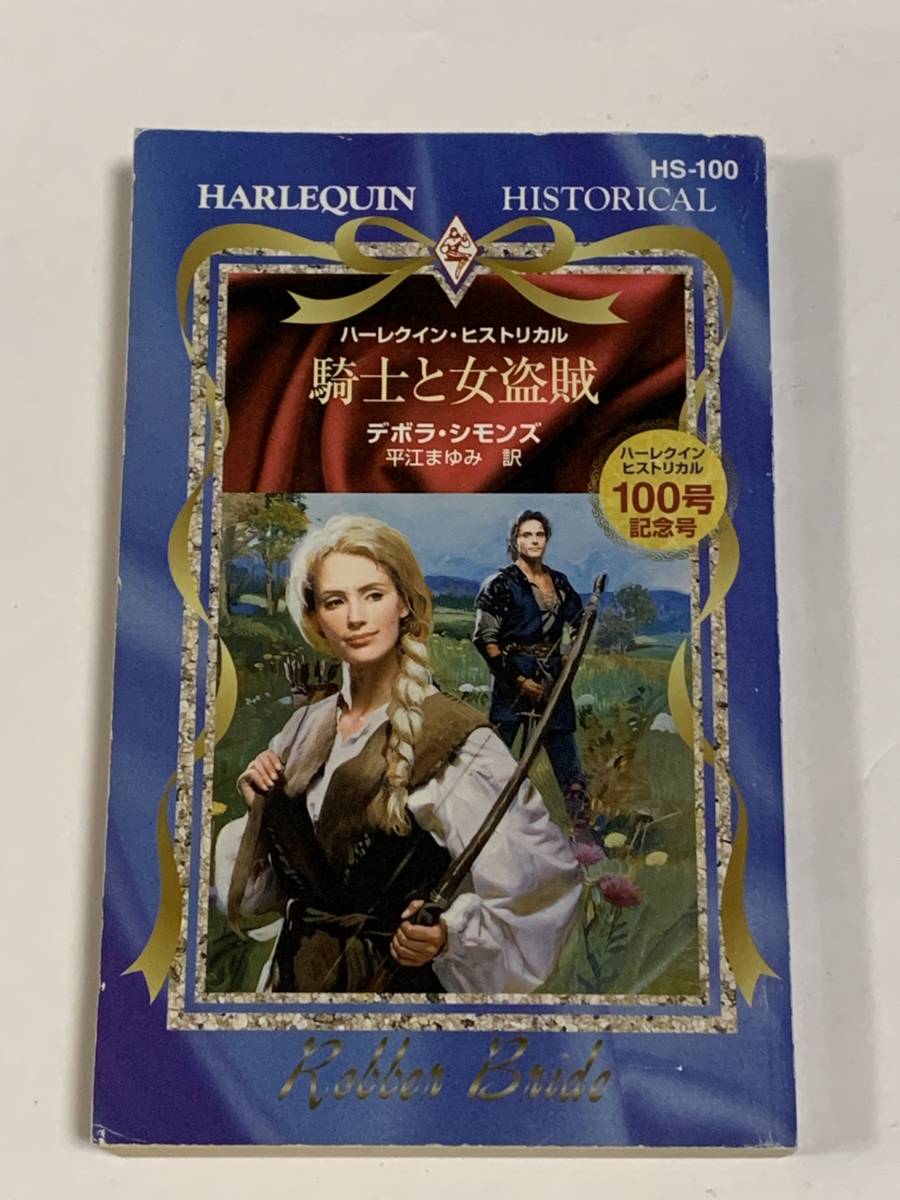 HS-100
HARLEQUIN HISTORICAL
ハーレクイン・ヒストリカル
騎士と女盗賊
デボラ・シモンズ
平江まゆみ 訳
ハーレクイン
ヒストリカル
100号
記念号
Robber Bride